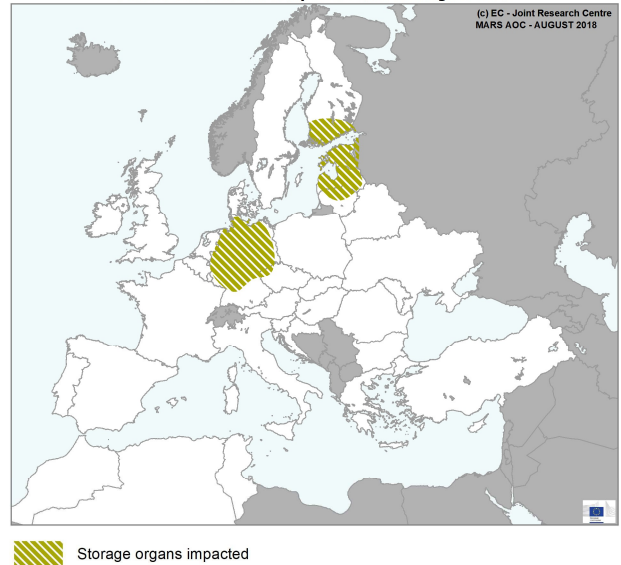 (c) EC - Joint Research Centre
MARS AOC - AUGUST 2018
Storage organs impacted